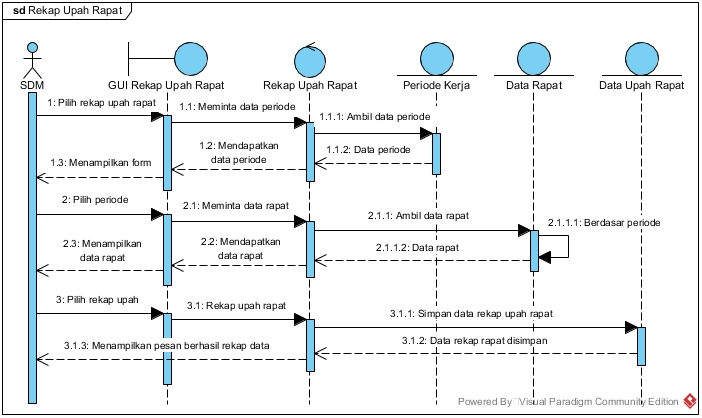 sd Rekap Upah Rapat
SDM
GUI Rekap Upah Rapat
Rekap Upah Rapat
Periode Kerja
Data Rapat
Data Upah Rapat
1: Pilih rekap upah rapat
1.1: Meminta data periode
1.1.1: Ambil data periode
1.1.2: Data periode
1.2: Mendapatkan
data periode
1.3: Menampilkan form
2: Pilih periode
2.1: Meminta data rapat
2.1.1: Ambil data rapat
2.1.1.1: Berdasar periode
2.1.1.2: Data rapat
2.2: Mendapatkan
data rapat
2.3: Menampilkan
data rapat
3: Pilih rekap upah
3.1: Rekap upah rapat
3.1.1: Simpan data rekap upah rapat
3.1.2: Data rekap rapat disimpan
3.1.3: Menampilkan pesan berhasil rekap data
Powered By Visual Paradigm Community Edition